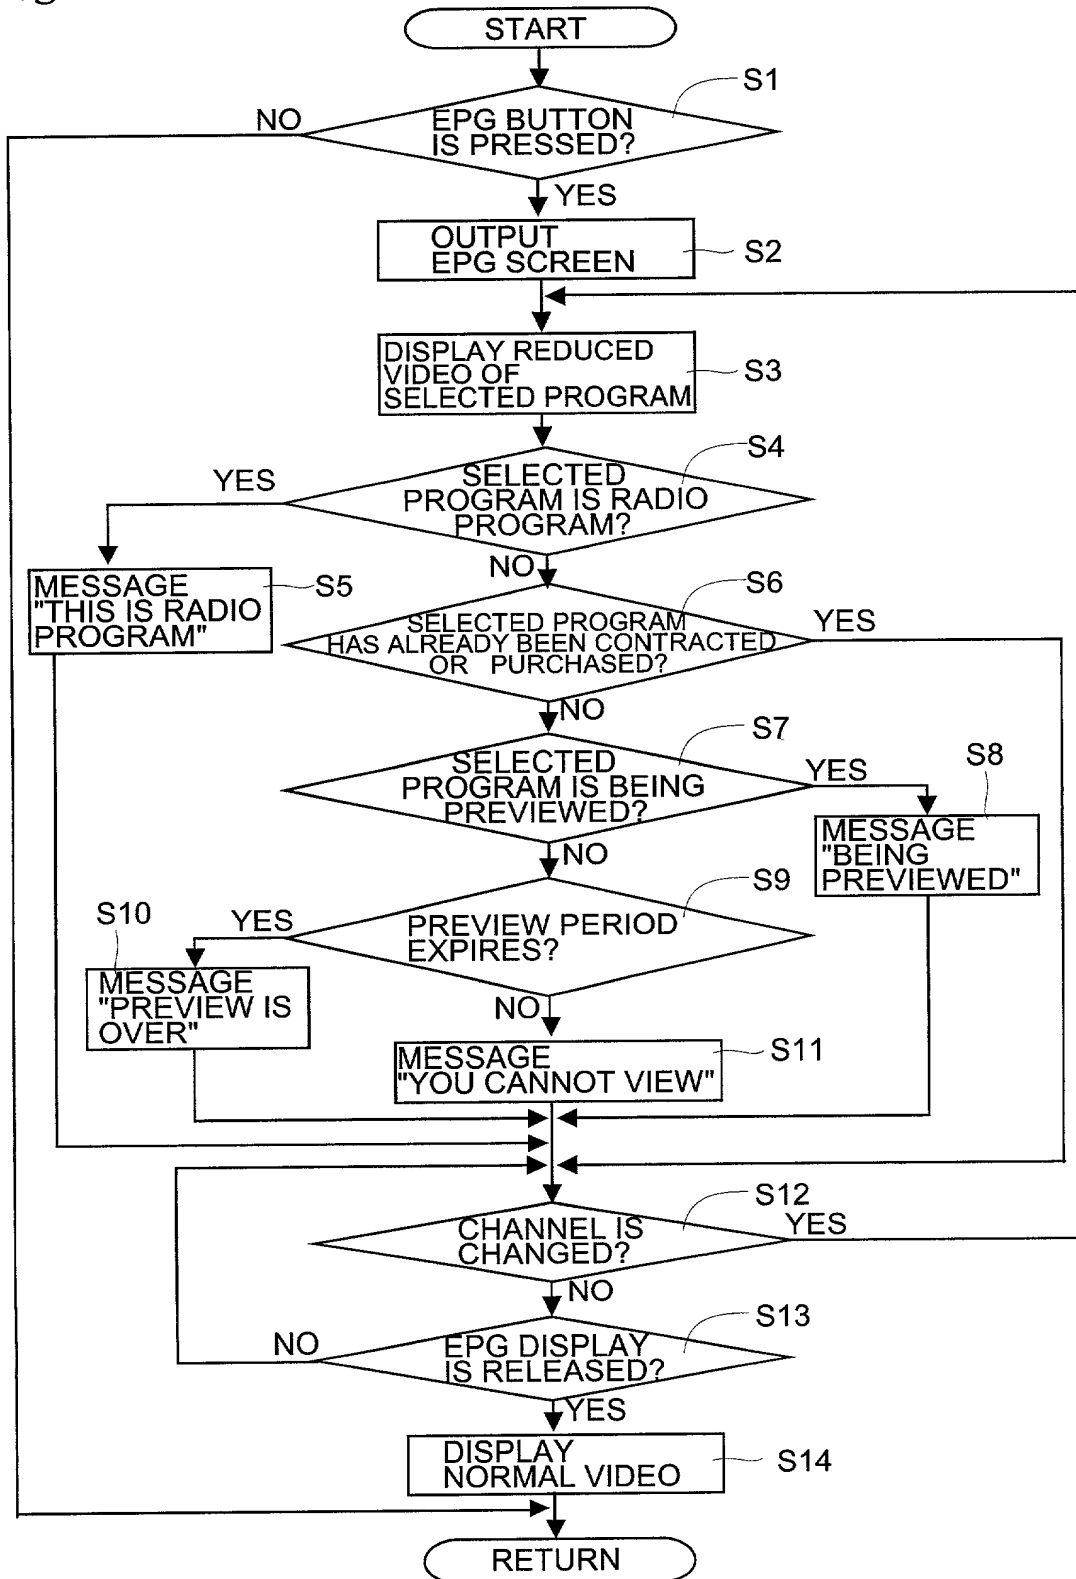 START
S1
NO
EPG BUTTON
IS PRESSED?
YES
OUTPUT
EPG SCREEN
S2
DISPLAY REDUCED
VIDEO OF
SELECTED PROGRAM
S3
S4
YES
SELECTED
PROGRAM IS RADIO
PROGRAM?
NO
MESSAGE
"THIS IS RADIO
PROGRAM"
S5
S6
SELECTED PROGRAM
HAS ALREADY BEEN CONTRACTED
OR PURCHASED?
YES
NO
S7
SELECTED
PROGRAM IS BEING
PREVIEWED?
YES
S8
MESSAGE
"BEING
PREVIEWED"
NO
S9
PREVIEW PERIOD
EXPIRES?
YES
S10
MESSAGE
"PREVIEW IS
OVER"
NO
MESSAGE
"YOU CANNOT VIEW"
S11
S12
CHANNEL IS
CHANGED?
YES
NO
S13
NO
EPG DISPLAY
IS RELEASED?
YES
DISPLAY
NORMAL VIDEO
S14
RETURN